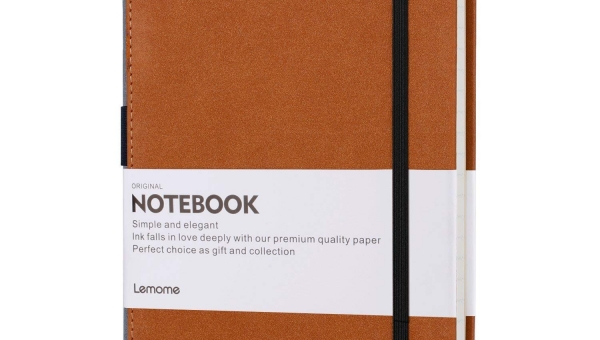 ORIGINAL
NOTEBOOK
Simple and elegant
Ink falls in love deeply with our premium quality paper
Perfect choice as gift and collection
Lemome